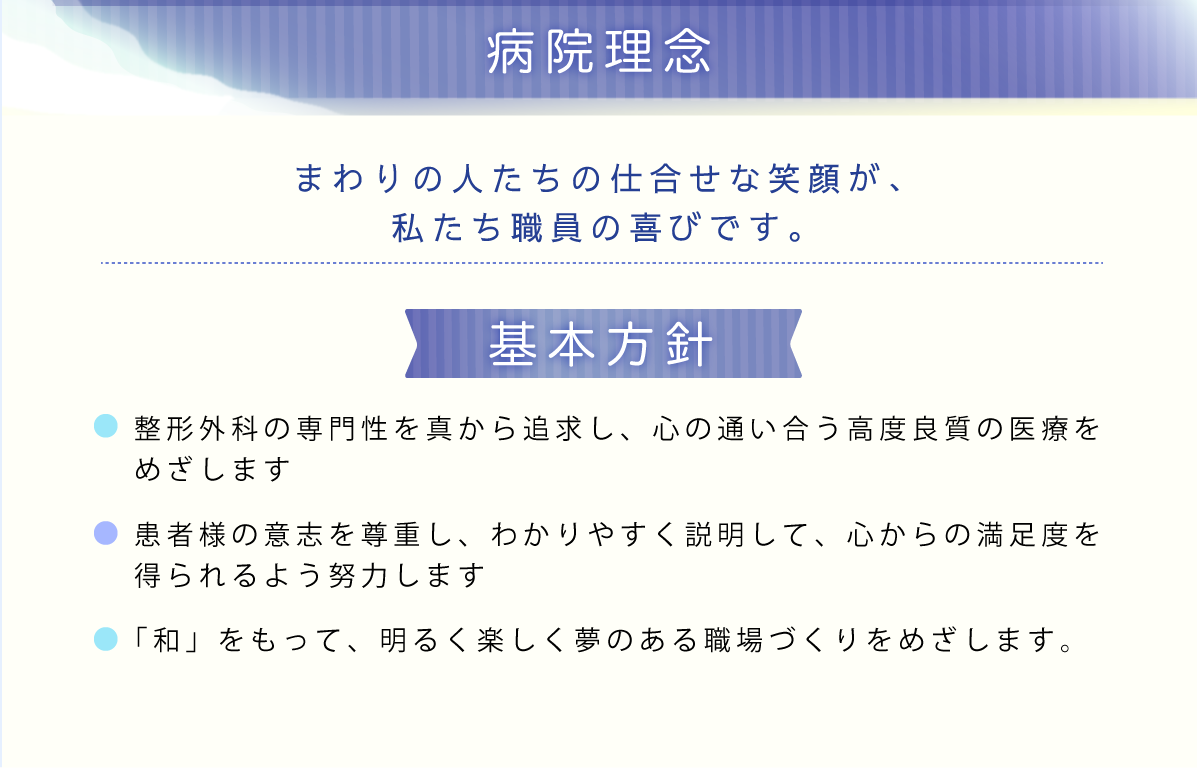 病院理念
まわりの人たちの仕合せな笑顔が、
私たち職員の喜びです。
基本方針
整形外科の専門性を真から追求し、心の通い合う高度良質の医療を
めざします
患者様の意志を尊重し、わかりやすく説明して、心からの満足度を
得られるよう努力します
「和」をもって、明るく楽しく夢のある職場づくりをめざします。